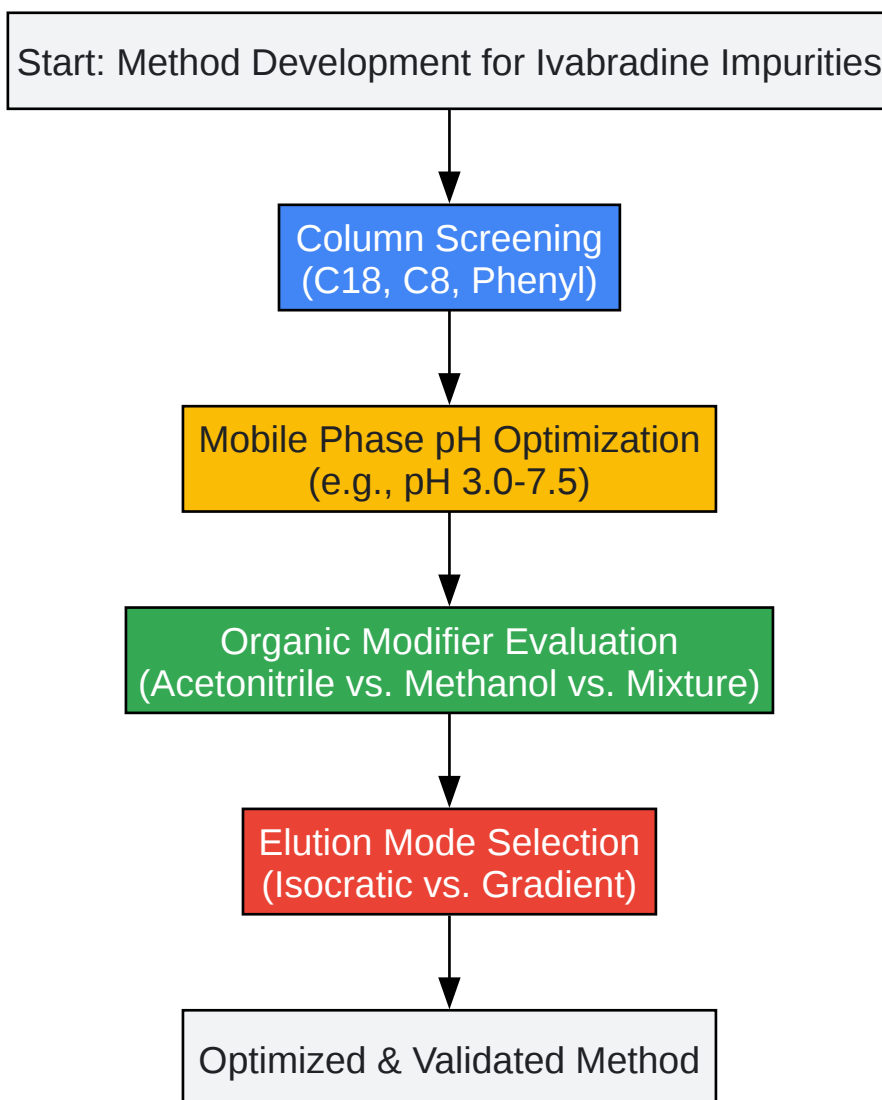 Start: Method Development for Ivabradine Impurities
Column Screening
(C18, C8, Phenyl)
Mobile Phase pH Optimization
(e.g., pH 3.0-7.5)
Organic Modifier Evaluation
(Acetonitrile vs. Methanol vs. Mixture)
Elution Mode Selection
(Isocratic vs. Gradient)
Optimized & Validated Method